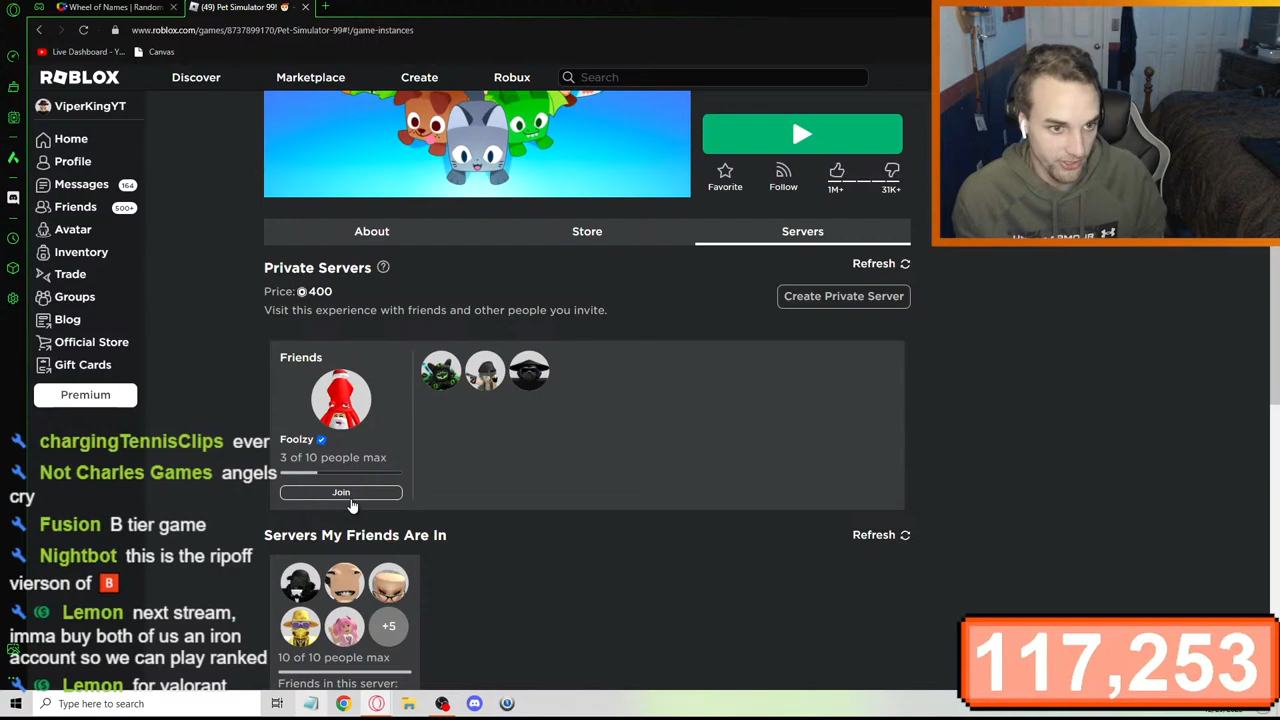 Wheel of Names | Random
(49) Pet Simulator 99!
www.roblox.com/games/8737899170/Pet-Simulator-99#!/game-instances
Live Dashboard - Y...
Canvas
ROBLOX
Discover
Marketplace
Create
Robux
Search
ViperKingYT
Home
Profile
Messages
164
Friends
500+
Avatar
Inventory
Trade
Groups
Blog
Official Store
Gift Cards
Premium
Favorite
Follow
1M+
31K+
About
Store
Servers
Private Servers
Refresh
Price: 400
Create Private Server
Visit this experience with friends and other people you invite.
Friends
Foolzy
3 of 10 people max
Join
Servers My Friends Are In
Refresh
+5
10 of 10 people max
Friends in this server:
chargingTennisClips ever
Not Charles Games angels
cry
Fusion B tier game
Nightbot this is the ripoff
vierson of B
Lemon next stream,
imma buy both of us an iron
account so we can play ranked
Lemon for valorant
117,253
Type here to search